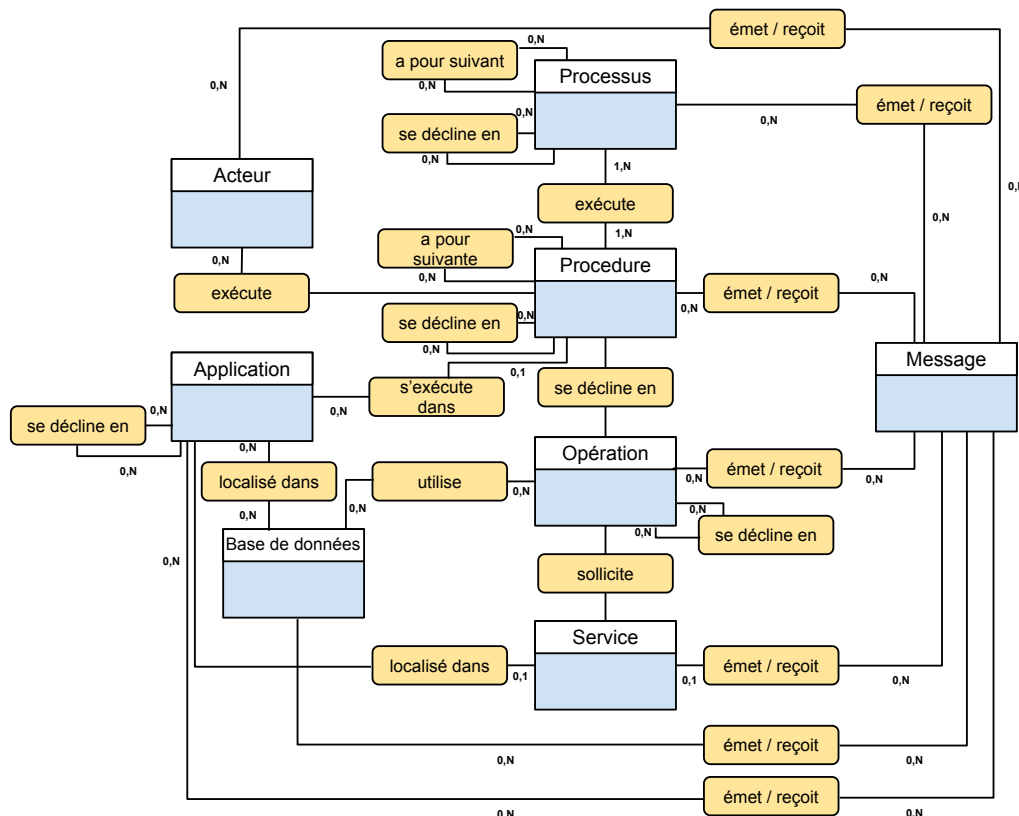 émet / reçoit
0,N
0,N
a pour suivant
0,N
Processus
0,N
émet / reçoit
0,N
se décline en
0,N
0,N
1,N
Acteur
0,N
0,N
exécute
0,N
1,N
0,N
a pour
suivante
0,N
Procedure
exécute
émet / reçoit
0,N
0,N
se décline en
0,N
0,N
0,1
Application
s'exécute
dans
0,N
se décline en
Message
se décline en
0,N
0,N
0,N
localisé dans
0,N
utilise
0,N
0,N
Opération
émet / reçoit
0,N
0,N
se décline en
0,N
0,N
Base de données
sollicite
0,N
Service
localisé dans
0,1
émet / reçoit
0,1
0,N
émet / reçoit
0,N
0,N
émet / reçoit
0,N
0,N